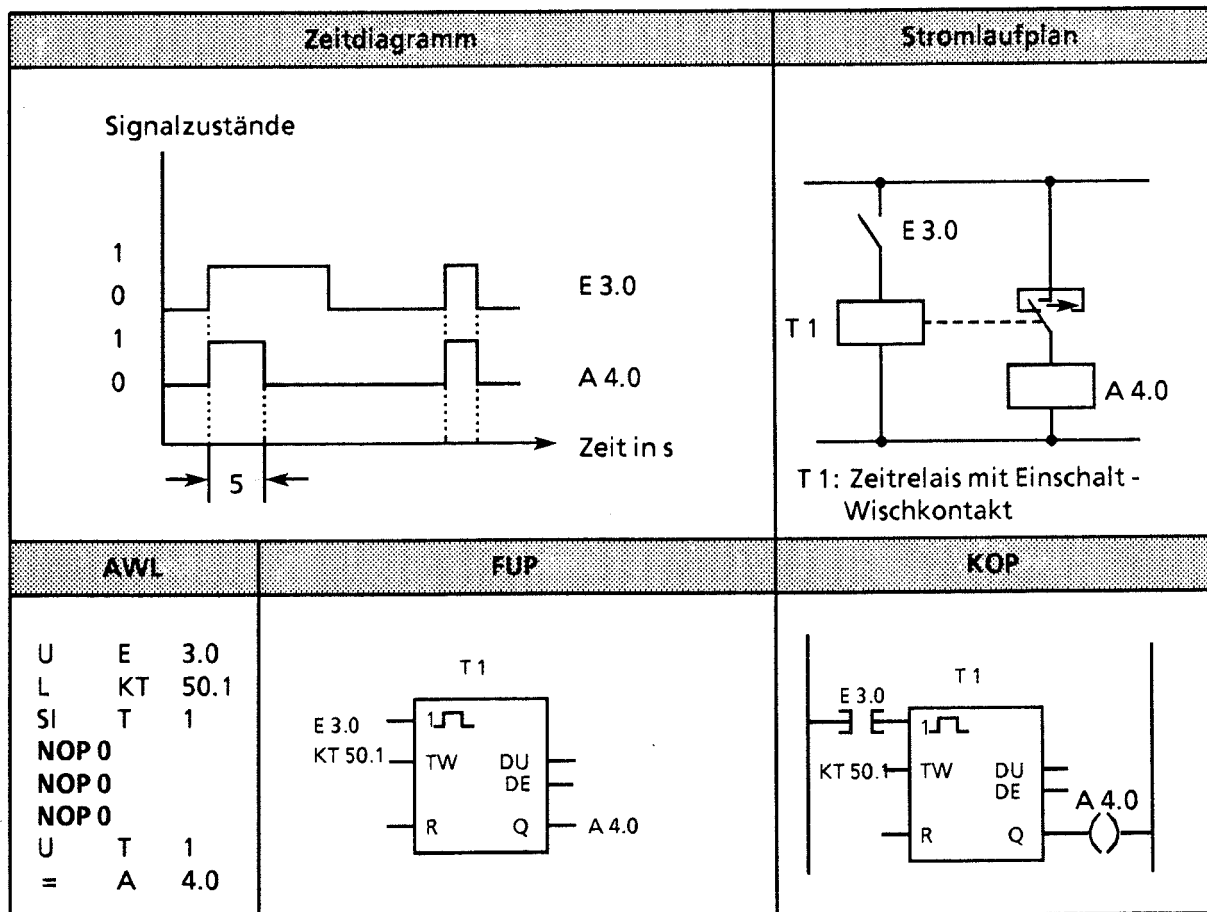 Zeitdiagramm
Stromlaufplan
Signalzustände
1
0
E 3.0
1
0
A 4.0
Zeit in s
5
E 3.0
T 1
A 4.0
T 1: Zeitrelais mit Einschalt -
Wischkontakt
AWL
FUP
KOP
U E 3.0
L KT 50.1
SI T 1
NOP 0
NOP 0
NOP 0
U T 1
= A 4.0
T 1
E 3.0
1
KT 50.1
TW DU
DE
R Q
A 4.0
T 1
E 3.0
1
KT 50.1
TW DU
DE
A 4.0
R Q